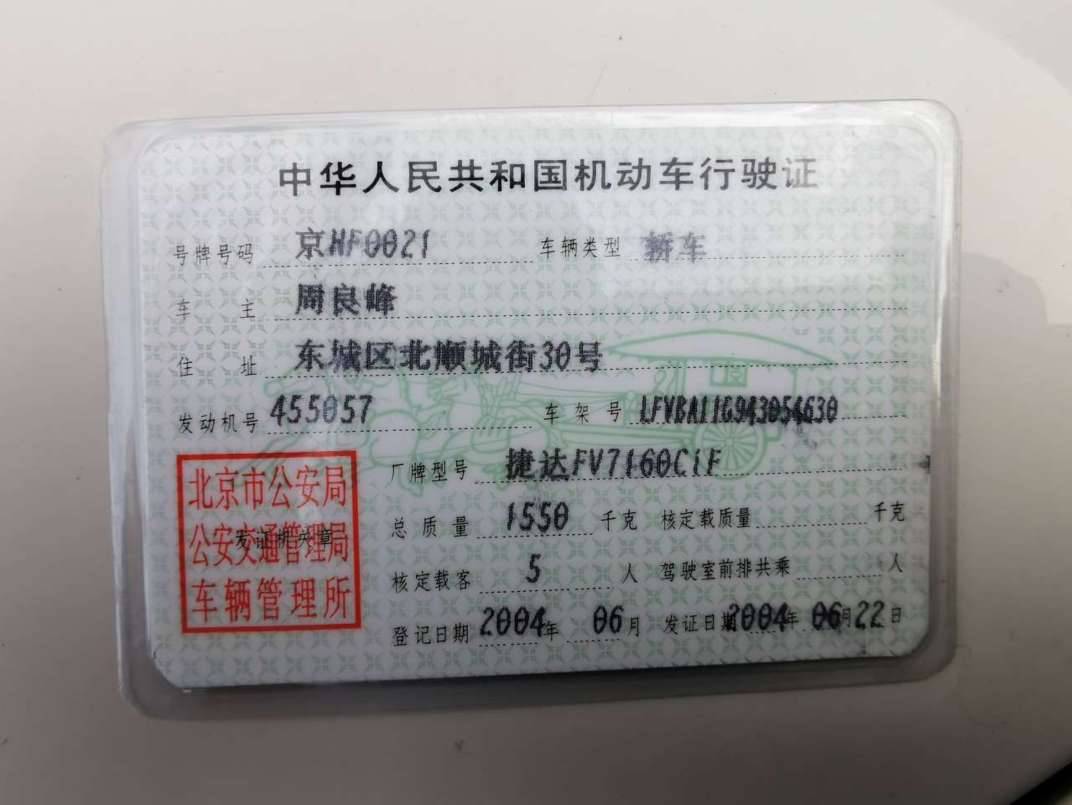 中华人民共和国机动车行驶证
号牌号码 京HF0021 车辆类型 轿车
车主 周良峰
住址 东城区北顺城街30号
发动机号 455057 车架号 LFVBA11G943054630
厂牌型号 捷达FV7160CiF
总质量 1550 千克 核定载质量 千克
核定载客 5 人 驾驶室前排共乘 人
登记日期 2004年 06月 发证日期 2004年 06月 22日
北京市公安局
公安交通管理局
车辆管理所
发证机关章